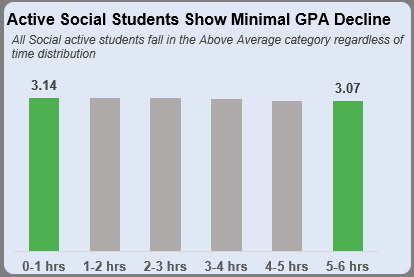 Active Social Students Show Minimal GPA Decline
All Social active students fall in the Above Average category regardless of
time distribution
3.14
3.07
0-1 hrs
1-2 hrs
2-3 hrs
3-4 hrs
4-5 hrs
5-6 hrs